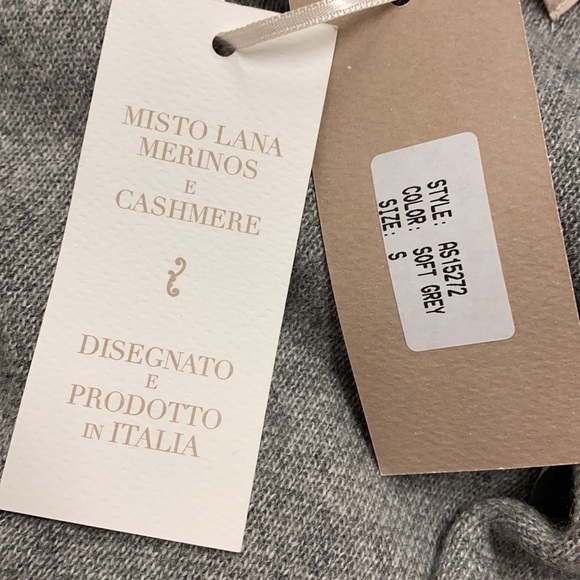 MISTO LANA
MERINOS
E
CASHMERE
DISEGNATO
E
PRODOTTO
IN ITALIA
STYLE: AS15272
COLOR: SOFT GREY
SIZE: S